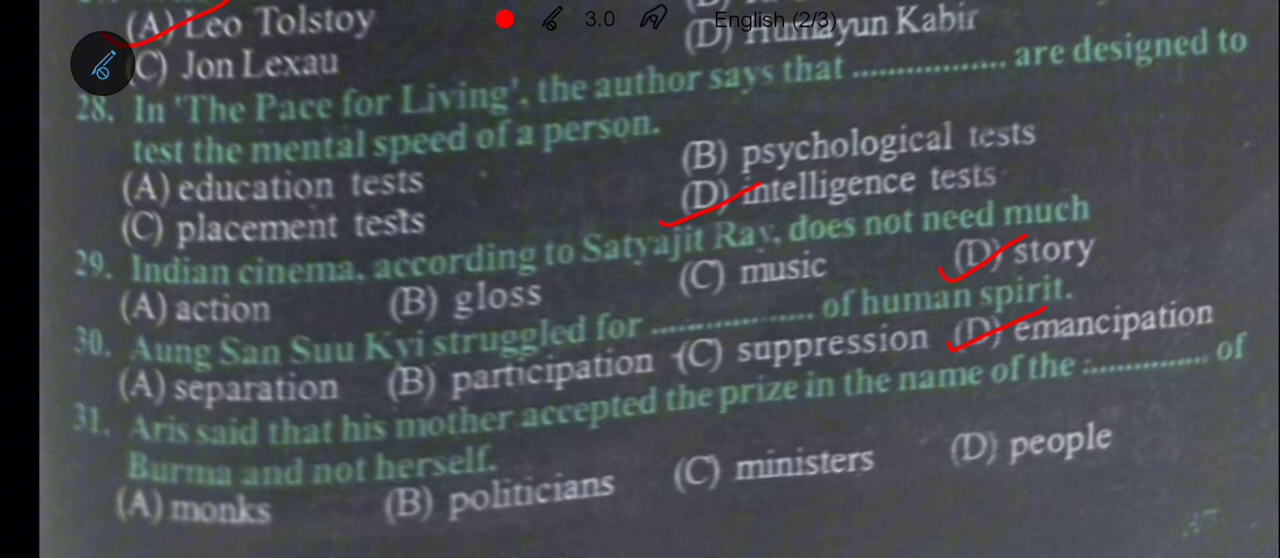 (A) Leo Tolstoy
3.0
English (2/3)
(D) Humayun Kabir
(C) Jon Lexau
28. In 'The Pace for Living', the author says that ................. are designed to
test the mental speed of a person.
(A) education tests
(B) psychological tests
(C) placement tests
(D) intelligence tests
29. Indian cinema, according to Satyajit Ray, does not need much
(A) action (B) gloss (C) music (D) story
30. Aung San Suu Kyi struggled for ................. of human spirit.
(A) separation (B) participation (C) suppression (D) emancipation
31. Aris said that his mother accepted the prize in the name of the .............. of
Burma and not herself.
(A) monks (B) politicians (C) ministers (D) people